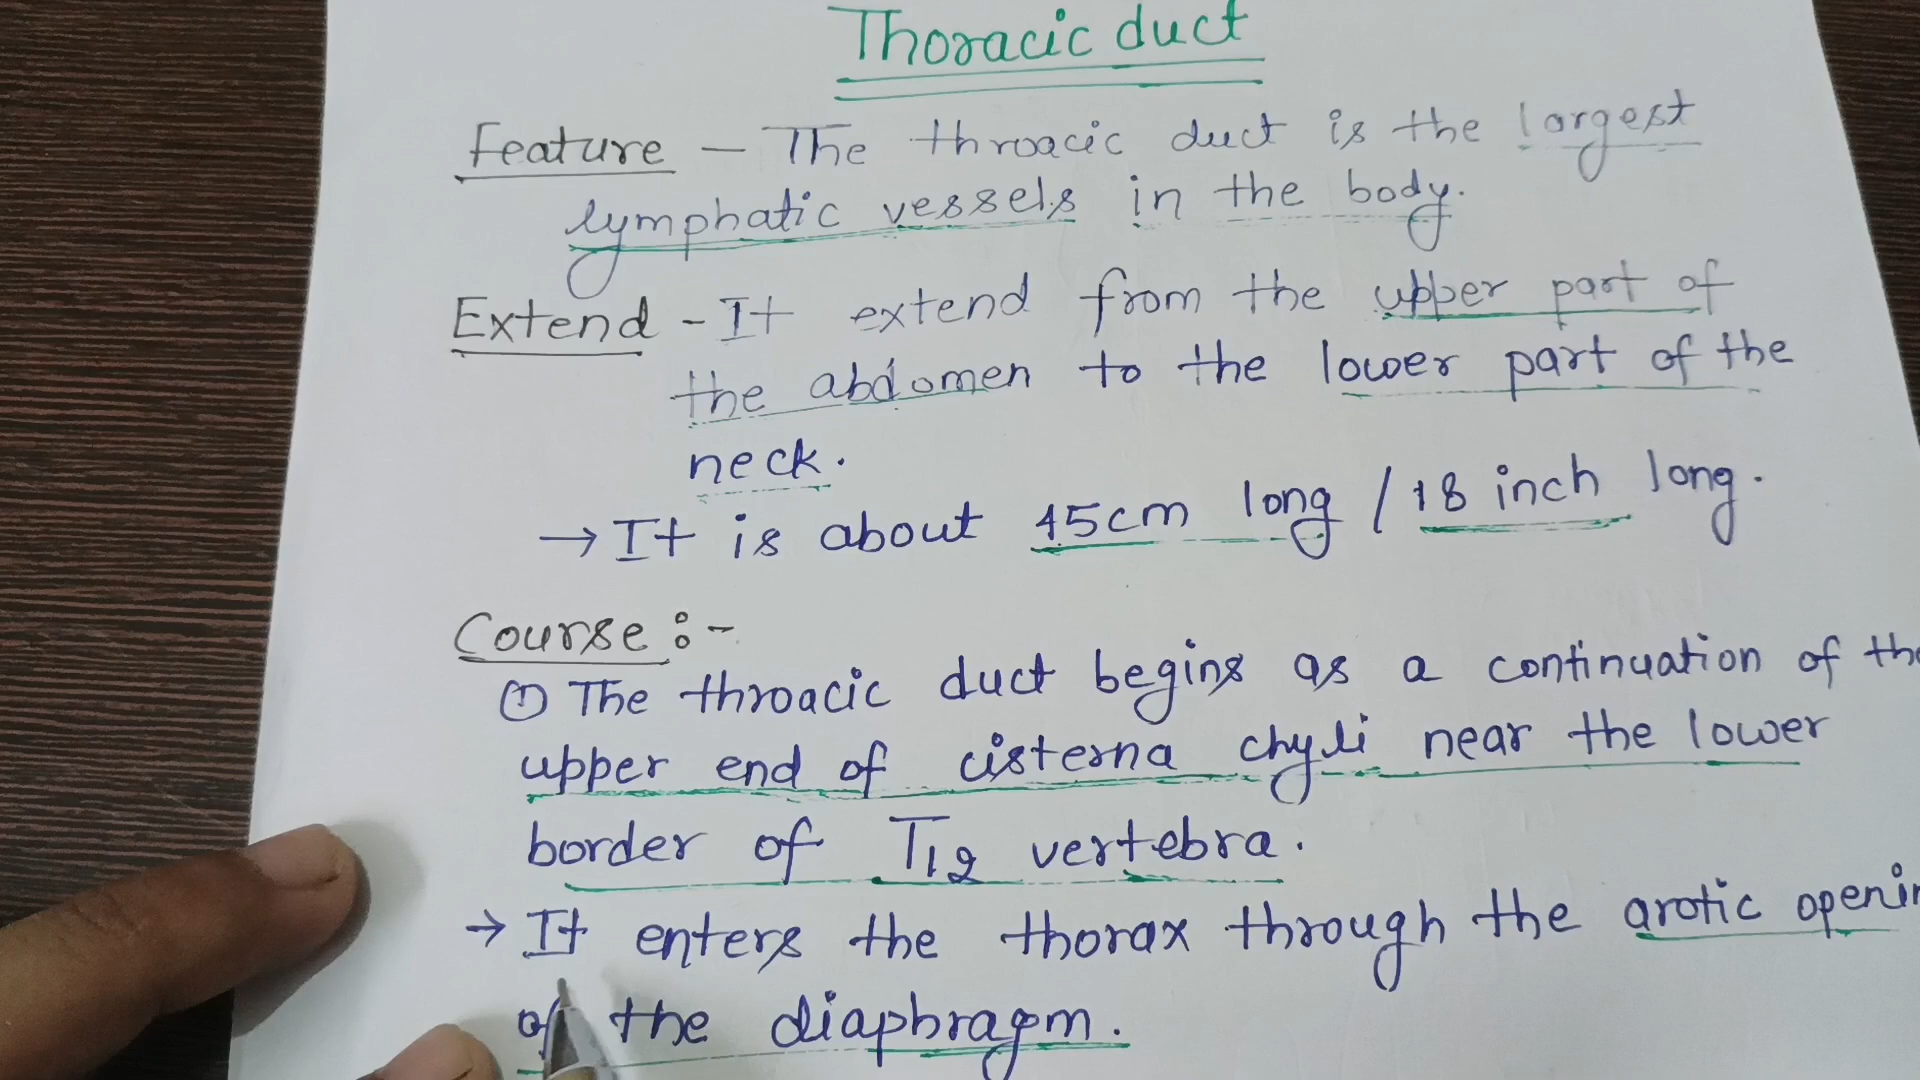 Thoracic duct
Feature - The throacic duct is the largest
lymphatic vessels in the body.
Extend - It extend from the upper part of
the abdomen to the lower part of the
neck.
→ It is about 45cm long / 18 inch long.
Course :-
① The throacic duct begins as a continuation of the
upper end of cisterna chyli near the lower
border of T12 vertebra.
→ It enters the thorax through the arotic openin
of the diaphragm.